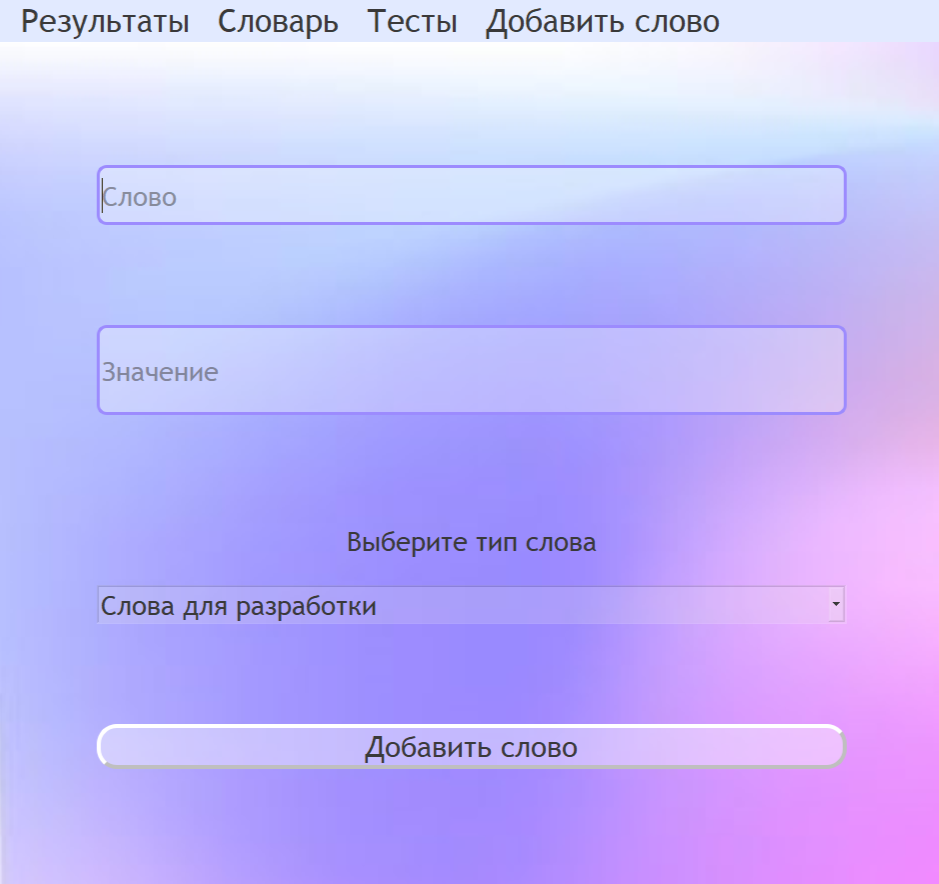 Результаты Словарь Тесты Добавить слово
Слово
Значение
Выберите тип слова
Слова для разработки
Добавить слово